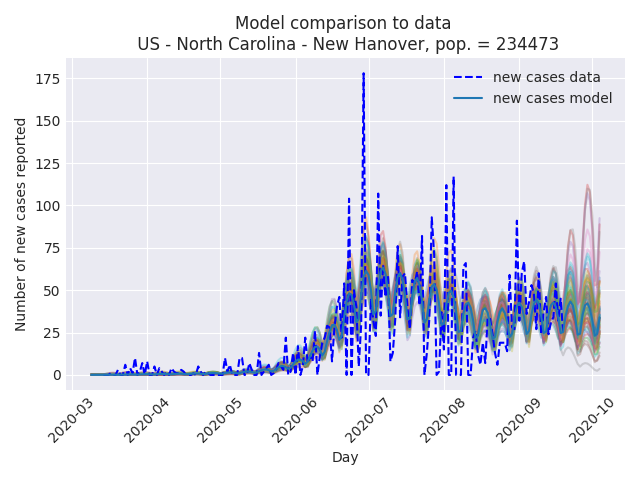 Model comparison to data
US - North Carolina - New Hanover, pop. = 234473
new cases data
new cases model
Number of new cases reported
175
150
125
100
75
50
25
0
2020-03
2020-04
2020-05
2020-06
2020-07
2020-08
2020-09
2020-10
Day